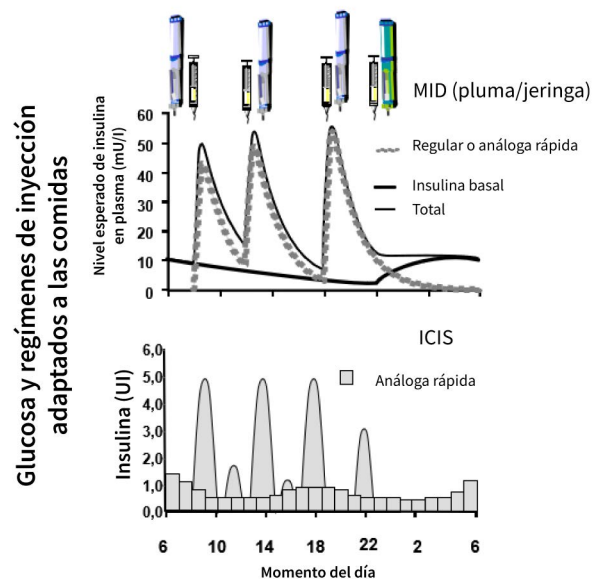 Glucosa y regímenes de inyección
adaptados a las comidas
MID (pluma/jeringa)
Nivel esperado de insulina
en plasma (mU/l)
60
50
40
30
20
10
0
Regular o análoga rápida
Insulina basal
Total
ICIS
Insulina (UI)
6,0
5,0
4,0
3,0
2,0
1,0
0,0
Análoga rápida
6 10 14 18 22 2 6
Momento del día